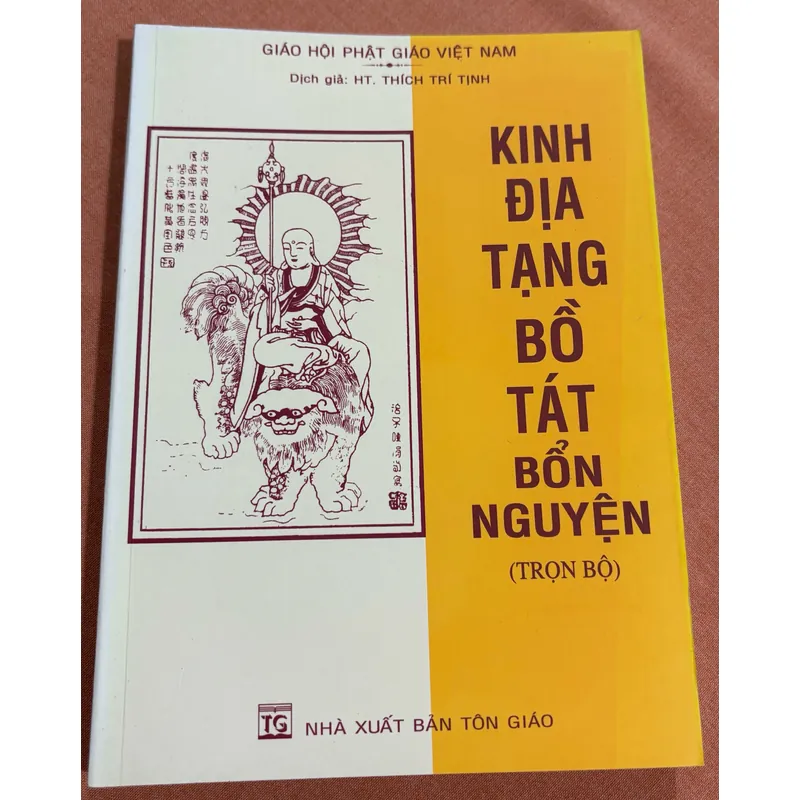 GIÁO HỘI PHẬT GIÁO VIỆT NAM
Dịch giả: HT. THÍCH TRÍ TỊNH
KINH
ĐỊA
TẠNG
BỒ
TÁT
BỔN
NGUYỆN
(TRỌN BỘ)
TG
NHÀ XUẤT BẢN TÔN GIÁO